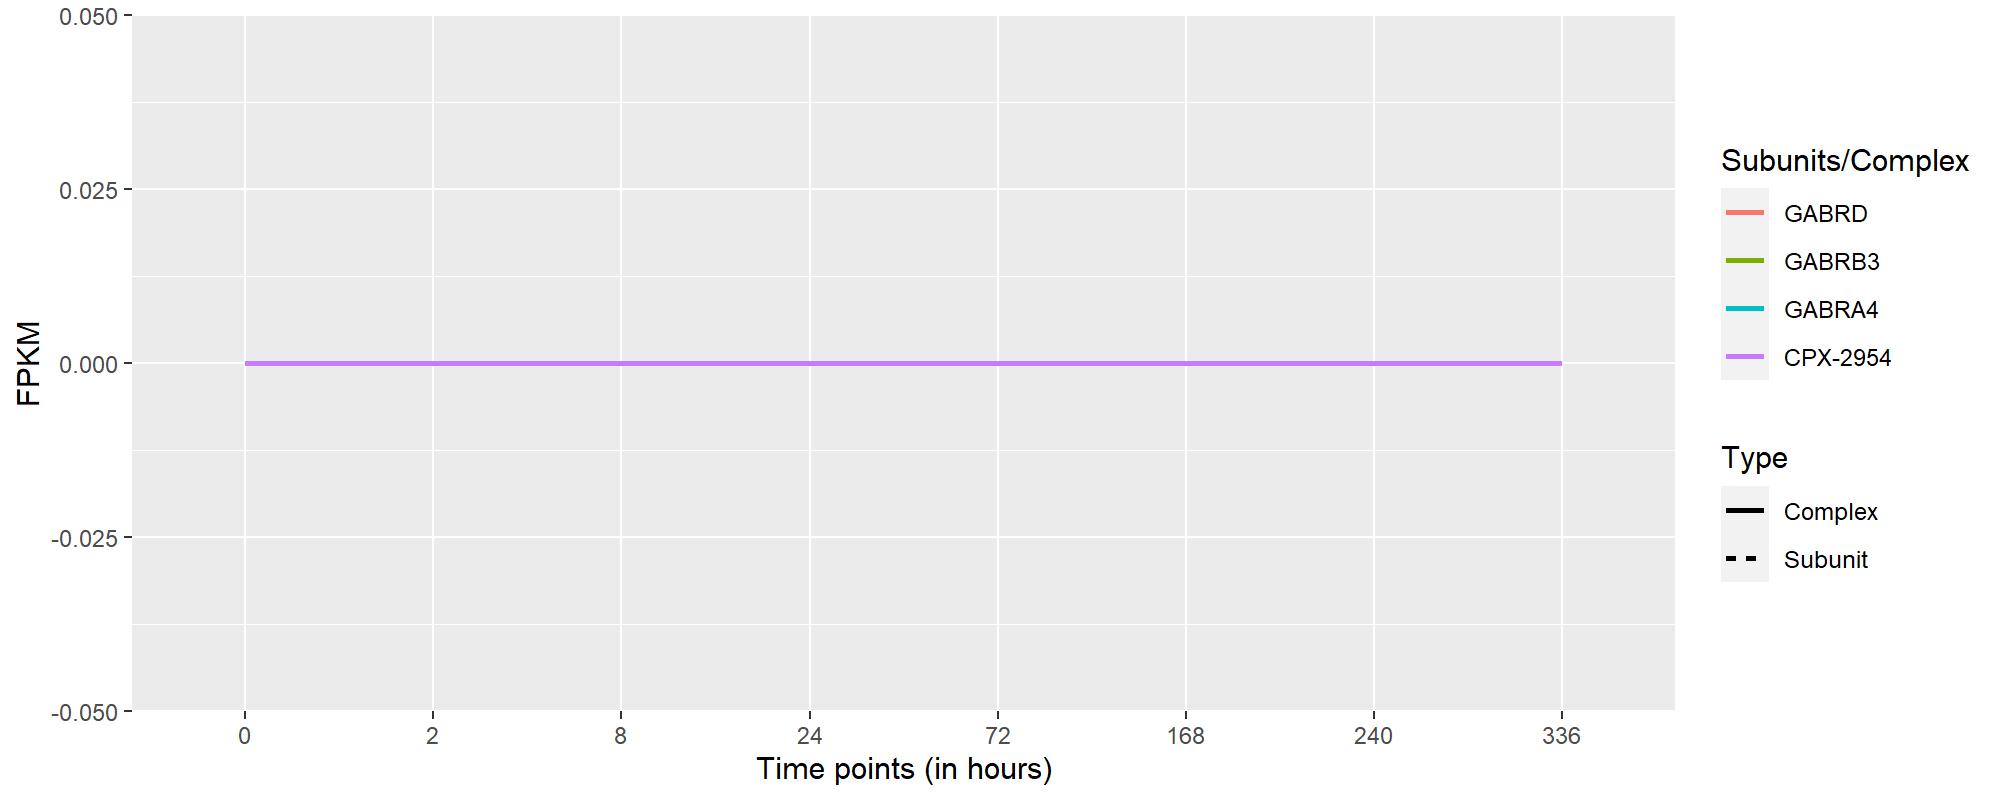 0.050
0.025
0.000
-0.025
-0.050
FPKM
0 2 8 24 72 168 240 336
Time points (in hours)
Subunits/Complex
GABRD
GABRB3
GABRA4
CPX-2954
Type
Complex
Subunit